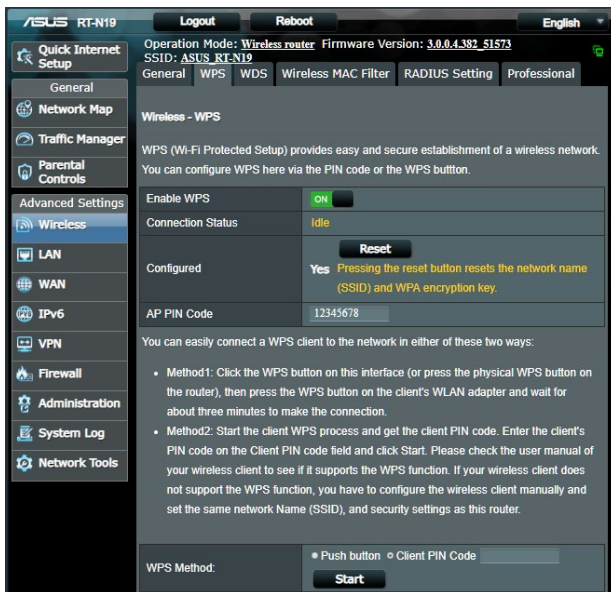 ASUS RT-N19 Logout Reboot English
Quick Internet Setup
General
Network Map
Traffic Manager
Parental Controls
Advanced Settings
Wireless
LAN
WAN
IPv6
VPN
Firewall
Administration
System Log
Network Tools
Operation Mode: Wireless router Firmware Version: 3.0.0.4.382_51573
SSID: ASUS_RT-N19
General WPS WDS Wireless MAC Filter RADIUS Setting Professional
Wireless - WPS
WPS (Wi-Fi Protected Setup) provides easy and secure establishment of a wireless network.
You can configure WPS here via the PIN code or the WPS buttton.
Enable WPS ON
Connection Status Idle
Configured
Reset
Yes Pressing the reset button resets the network name
(SSID) and WPA encryption key.
AP PIN Code 12345678
You can easily connect a WPS client to the network in either of these two ways:
• Method1: Click the WPS button on this interface (or press the physical WPS button on
the router), then press the WPS button on the client's WLAN adapter and wait for
about three minutes to make the connection.
• Method2: Start the client WPS process and get the client PIN code. Enter the client's
PIN code on the Client PIN code field and click Start. Please check the user manual of
your wireless client to see if it supports the WPS function. If your wireless client does
not support the WPS function, you have to configure the wireless client manually and
set the same network Name (SSID), and security settings as this router.
WPS Method:
Push button Client PIN Code
Start